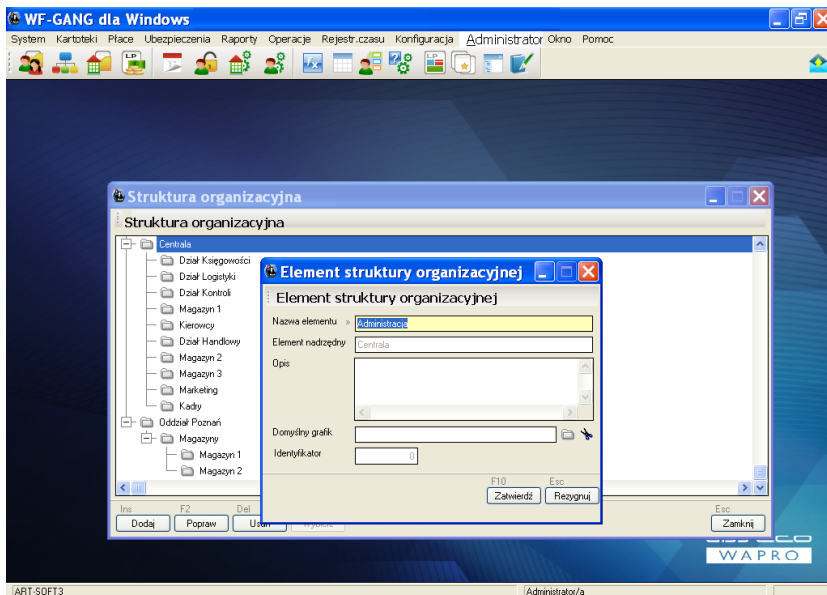 WF-GANG dla Windows
System Kartoteki Płace Ubezpieczenia Raporty Operacje Rejestr.czasu Konfiguracja Administrator Okno Pomoc
Struktura organizacyjna
Struktura organizacyjna
Centrala
Dział Księgowości
Dział Logistyki
Dział Kontroli
Magazyn 1
Kierowcy
Dział Handlowy
Magazyn 2
Magazyn 3
Marketing
Kadry
Oddział Poznań
Magazyny
Magazyn 1
Magazyn 2
Element struktury organizacyjnej
Element struktury organizacyjnej
Nazwa elementu » Administracja
Element nadrzędny Centrala
Opis
Domyślny grafik
Identyfikator 0
F10 Esc
Zatwierdź Rezygnuj
Ins F2 Del Esc
Dodaj Popraw Usuń Zamknij
WAPRO
ART-SOFT3 Administrator/a